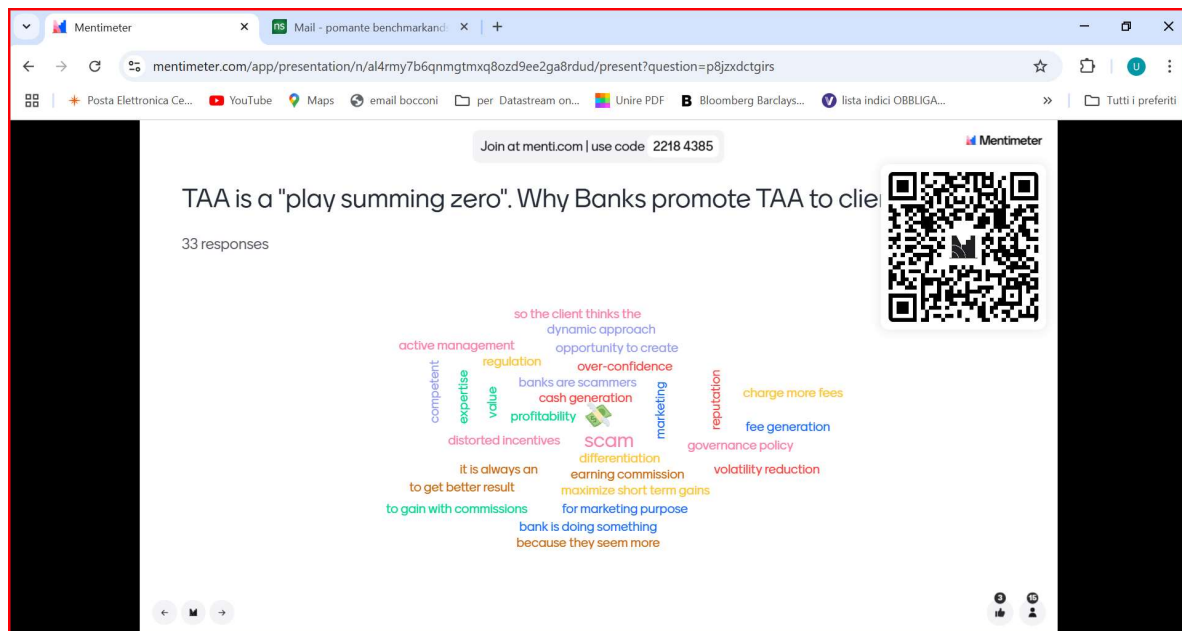 Mentimeter
ns Mail - pomante benchmarkand
mentimeter.com/app/presentation/n/al4rmy7b6qnmgtmxq8ozd9ee2ga8rdud/present?question=p8jzxdctgirs
U
Posta Elettronica Ce... YouTube Maps email bocconi per Datastream on... Unire PDF B Bloomberg Barclays... lista indici OBBLIGA... » Tutti i preferiti
Join at menti.com | use code 2218 4385
Mentimeter
TAA is a "play summing zero". Why Banks promote TAA to clie
33 responses
so the client thinks the
dynamic approach
active management
opportunity to create
regulation
over-confidence
competent
expertise
value
banks are scammers
cash generation
profitability
marketing
reputation
charge more fees
fee generation
distorted incentives
scam
governance policy
differentiation
it is always an
earning commission
volatility reduction
to get better result
maximize short term gains
to gain with commissions
for marketing purpose
bank is doing something
because they seem more
3
15